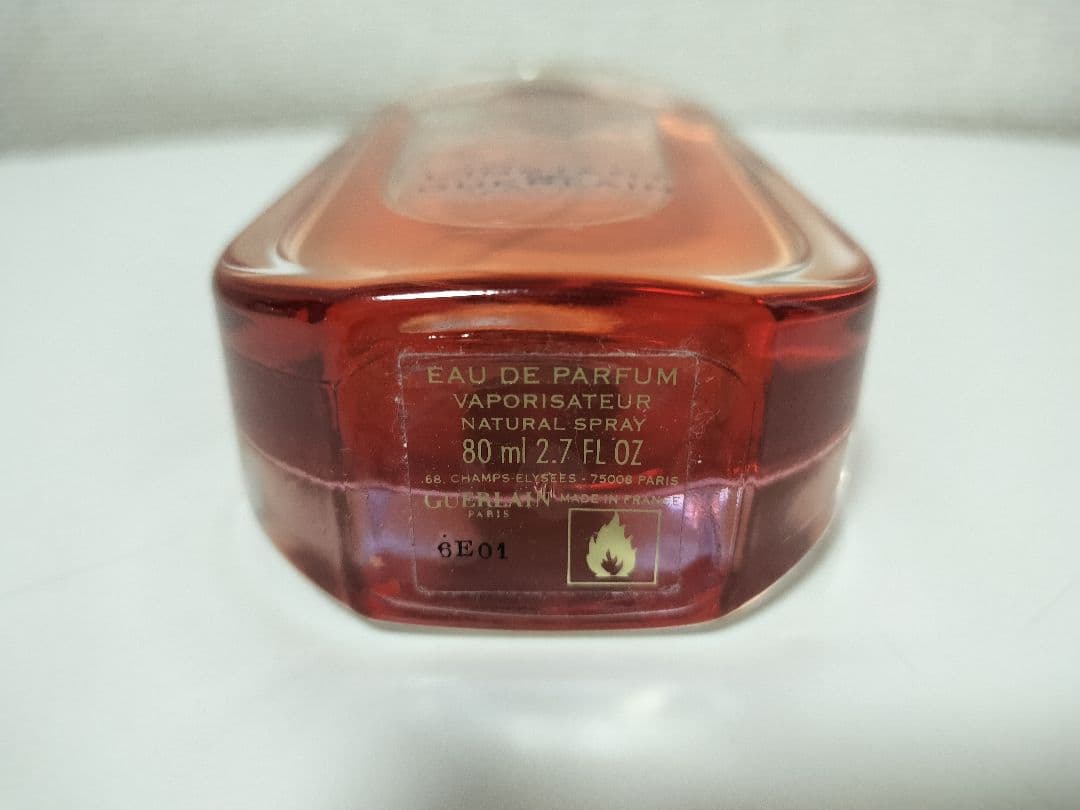 GUERLAIN
EAU DE PARFUM
VAPORISATEUR
NATURAL SPRAY
80 ml 2.7 FL OZ
68, CHAMPS-ELYSEES - 75008 PARIS
GUERLAIN MADE IN FRANCE
PARIS
6E01